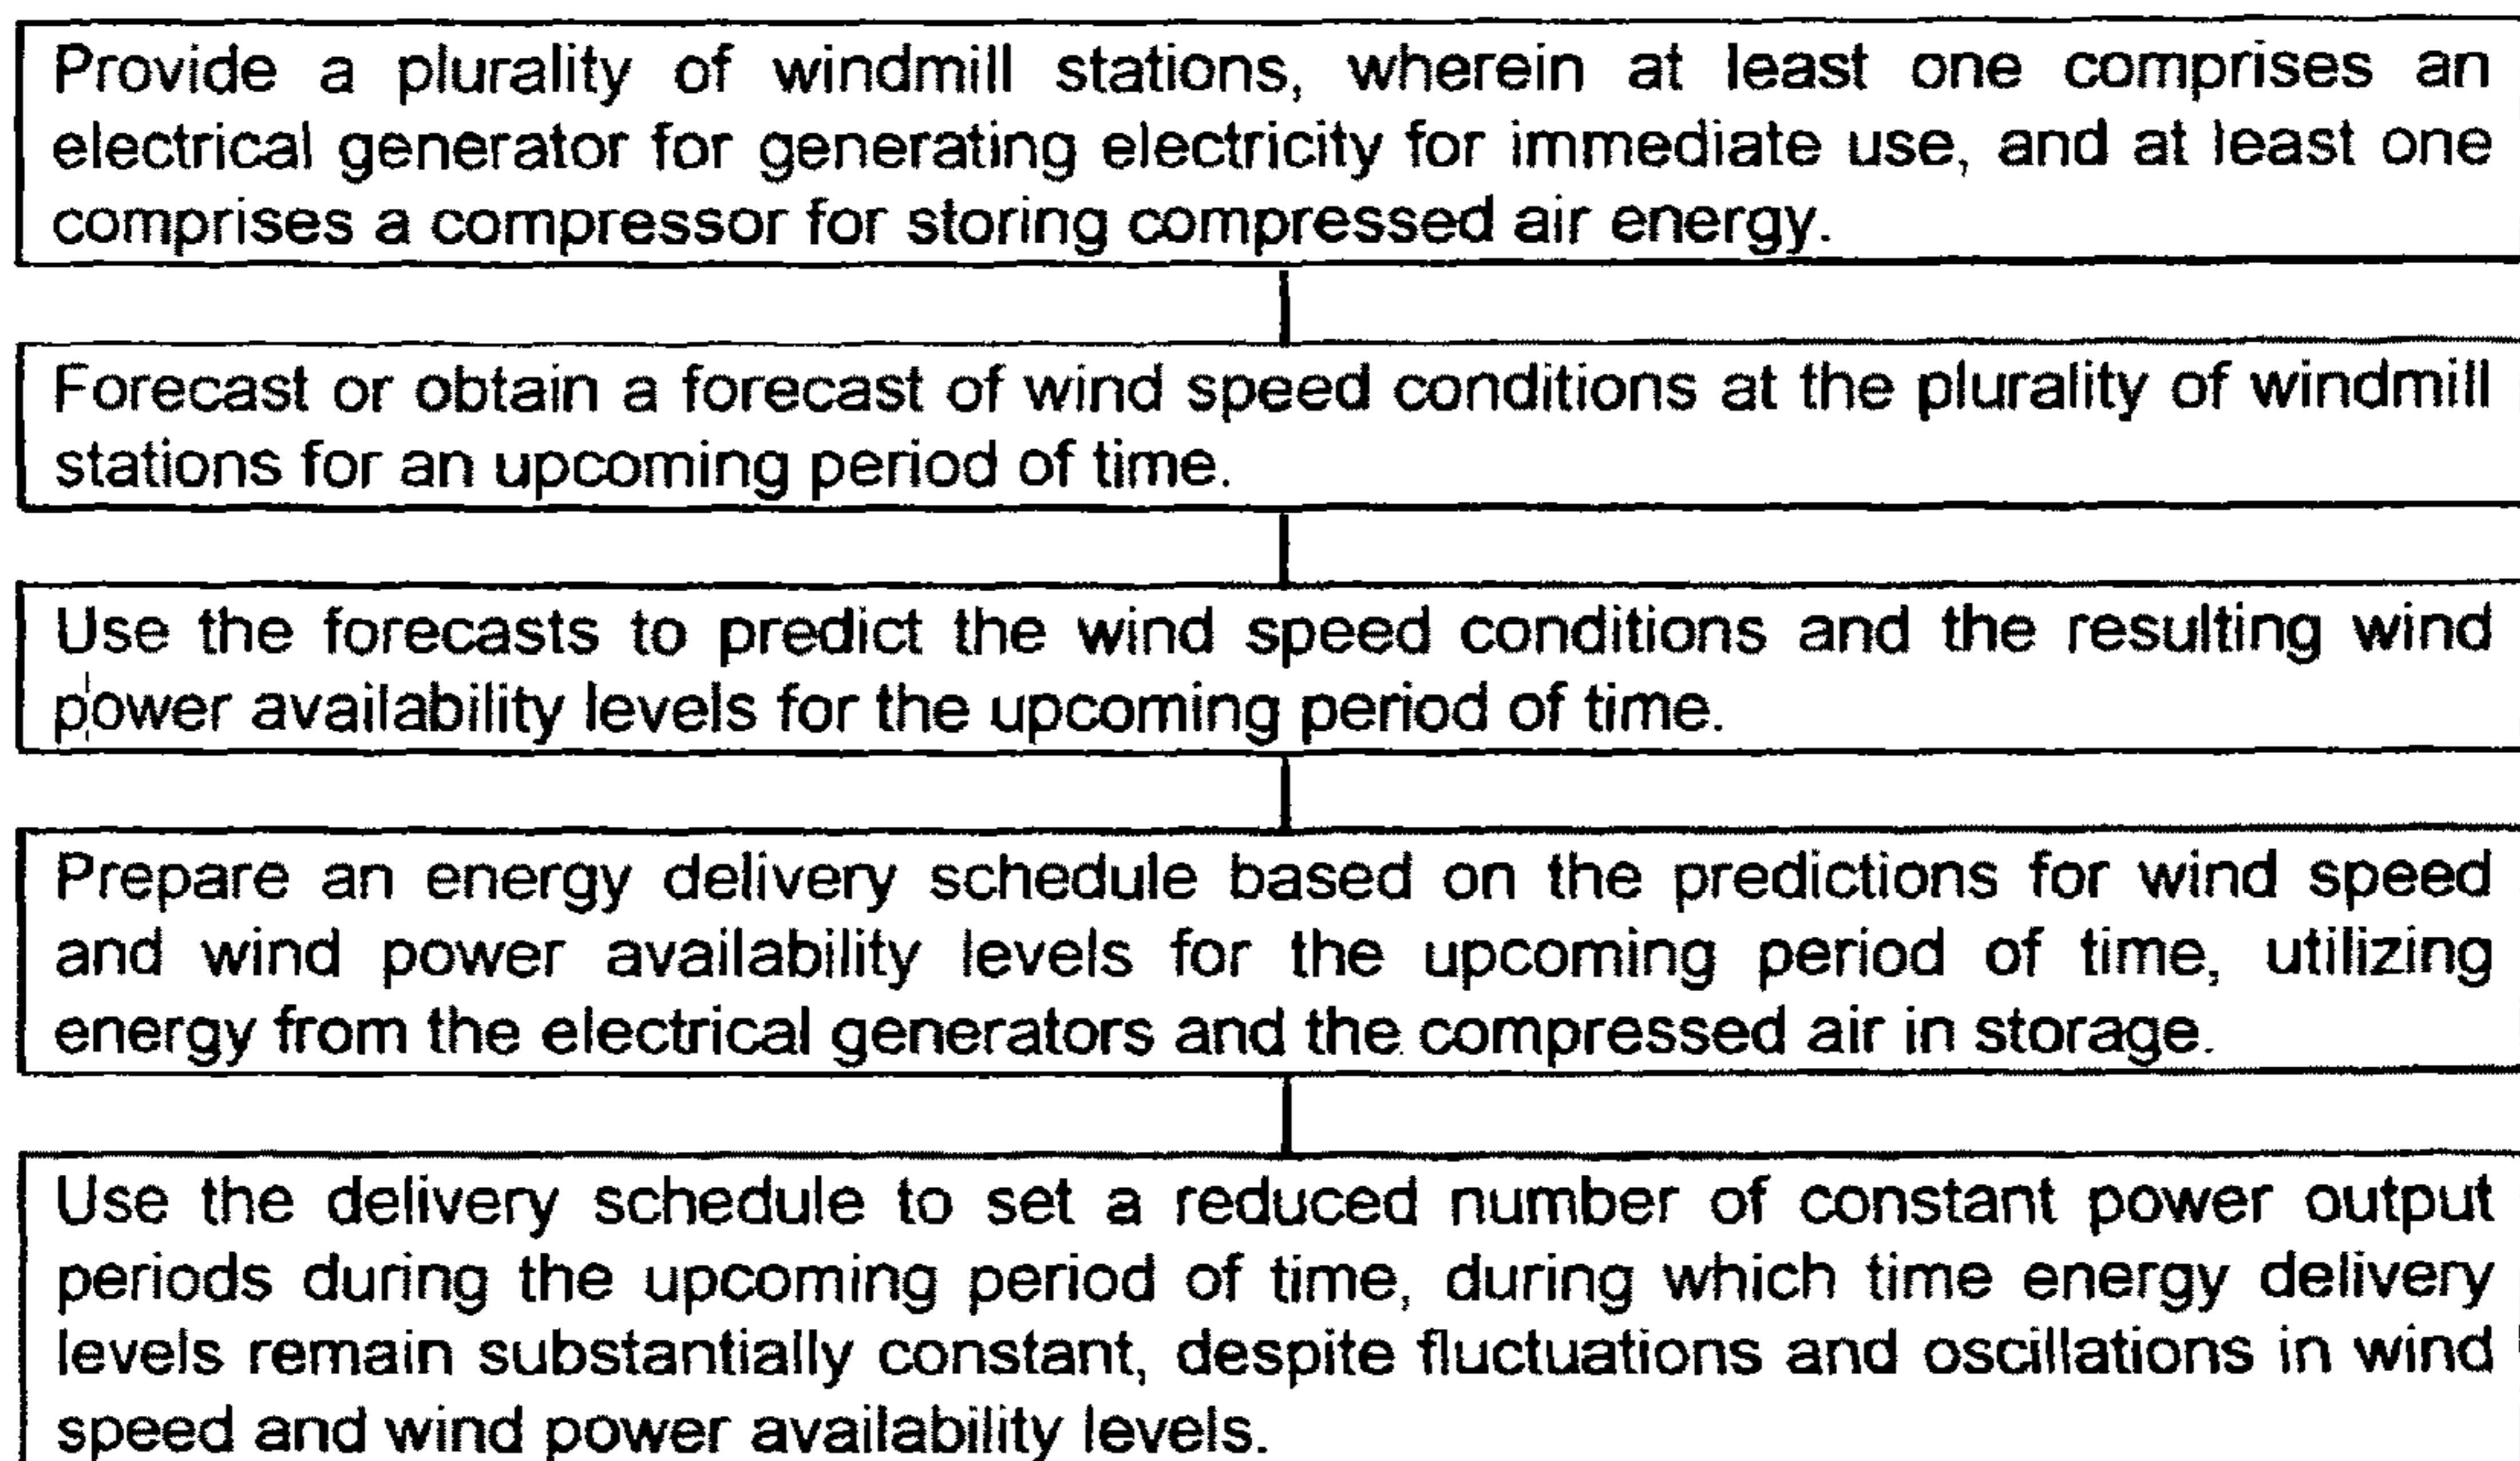 Provide a plurality of windmill stations, wherein at least one comprises an
electrical generator for generating electricity for immediate use, and at least one
comprises a compressor for storing compressed air energy.
Forecast or obtain a forecast of wind speed conditions at the plurality of windmill
stations for an upcoming period of time.
Use the forecasts to predict the wind speed conditions and the resulting wind
power availability levels for the upcoming period of time.
Prepare an energy delivery schedule based on the predictions for wind speed
and wind power availability levels for the upcoming period of time, utilizing
energy from the electrical generators and the compressed air in storage.
Use the delivery schedule to set a reduced number of constant power output
periods during the upcoming period of time, during which time energy delivery
levels remain substantially constant, despite fluctuations and oscillations in wind
speed and wind power availability levels.